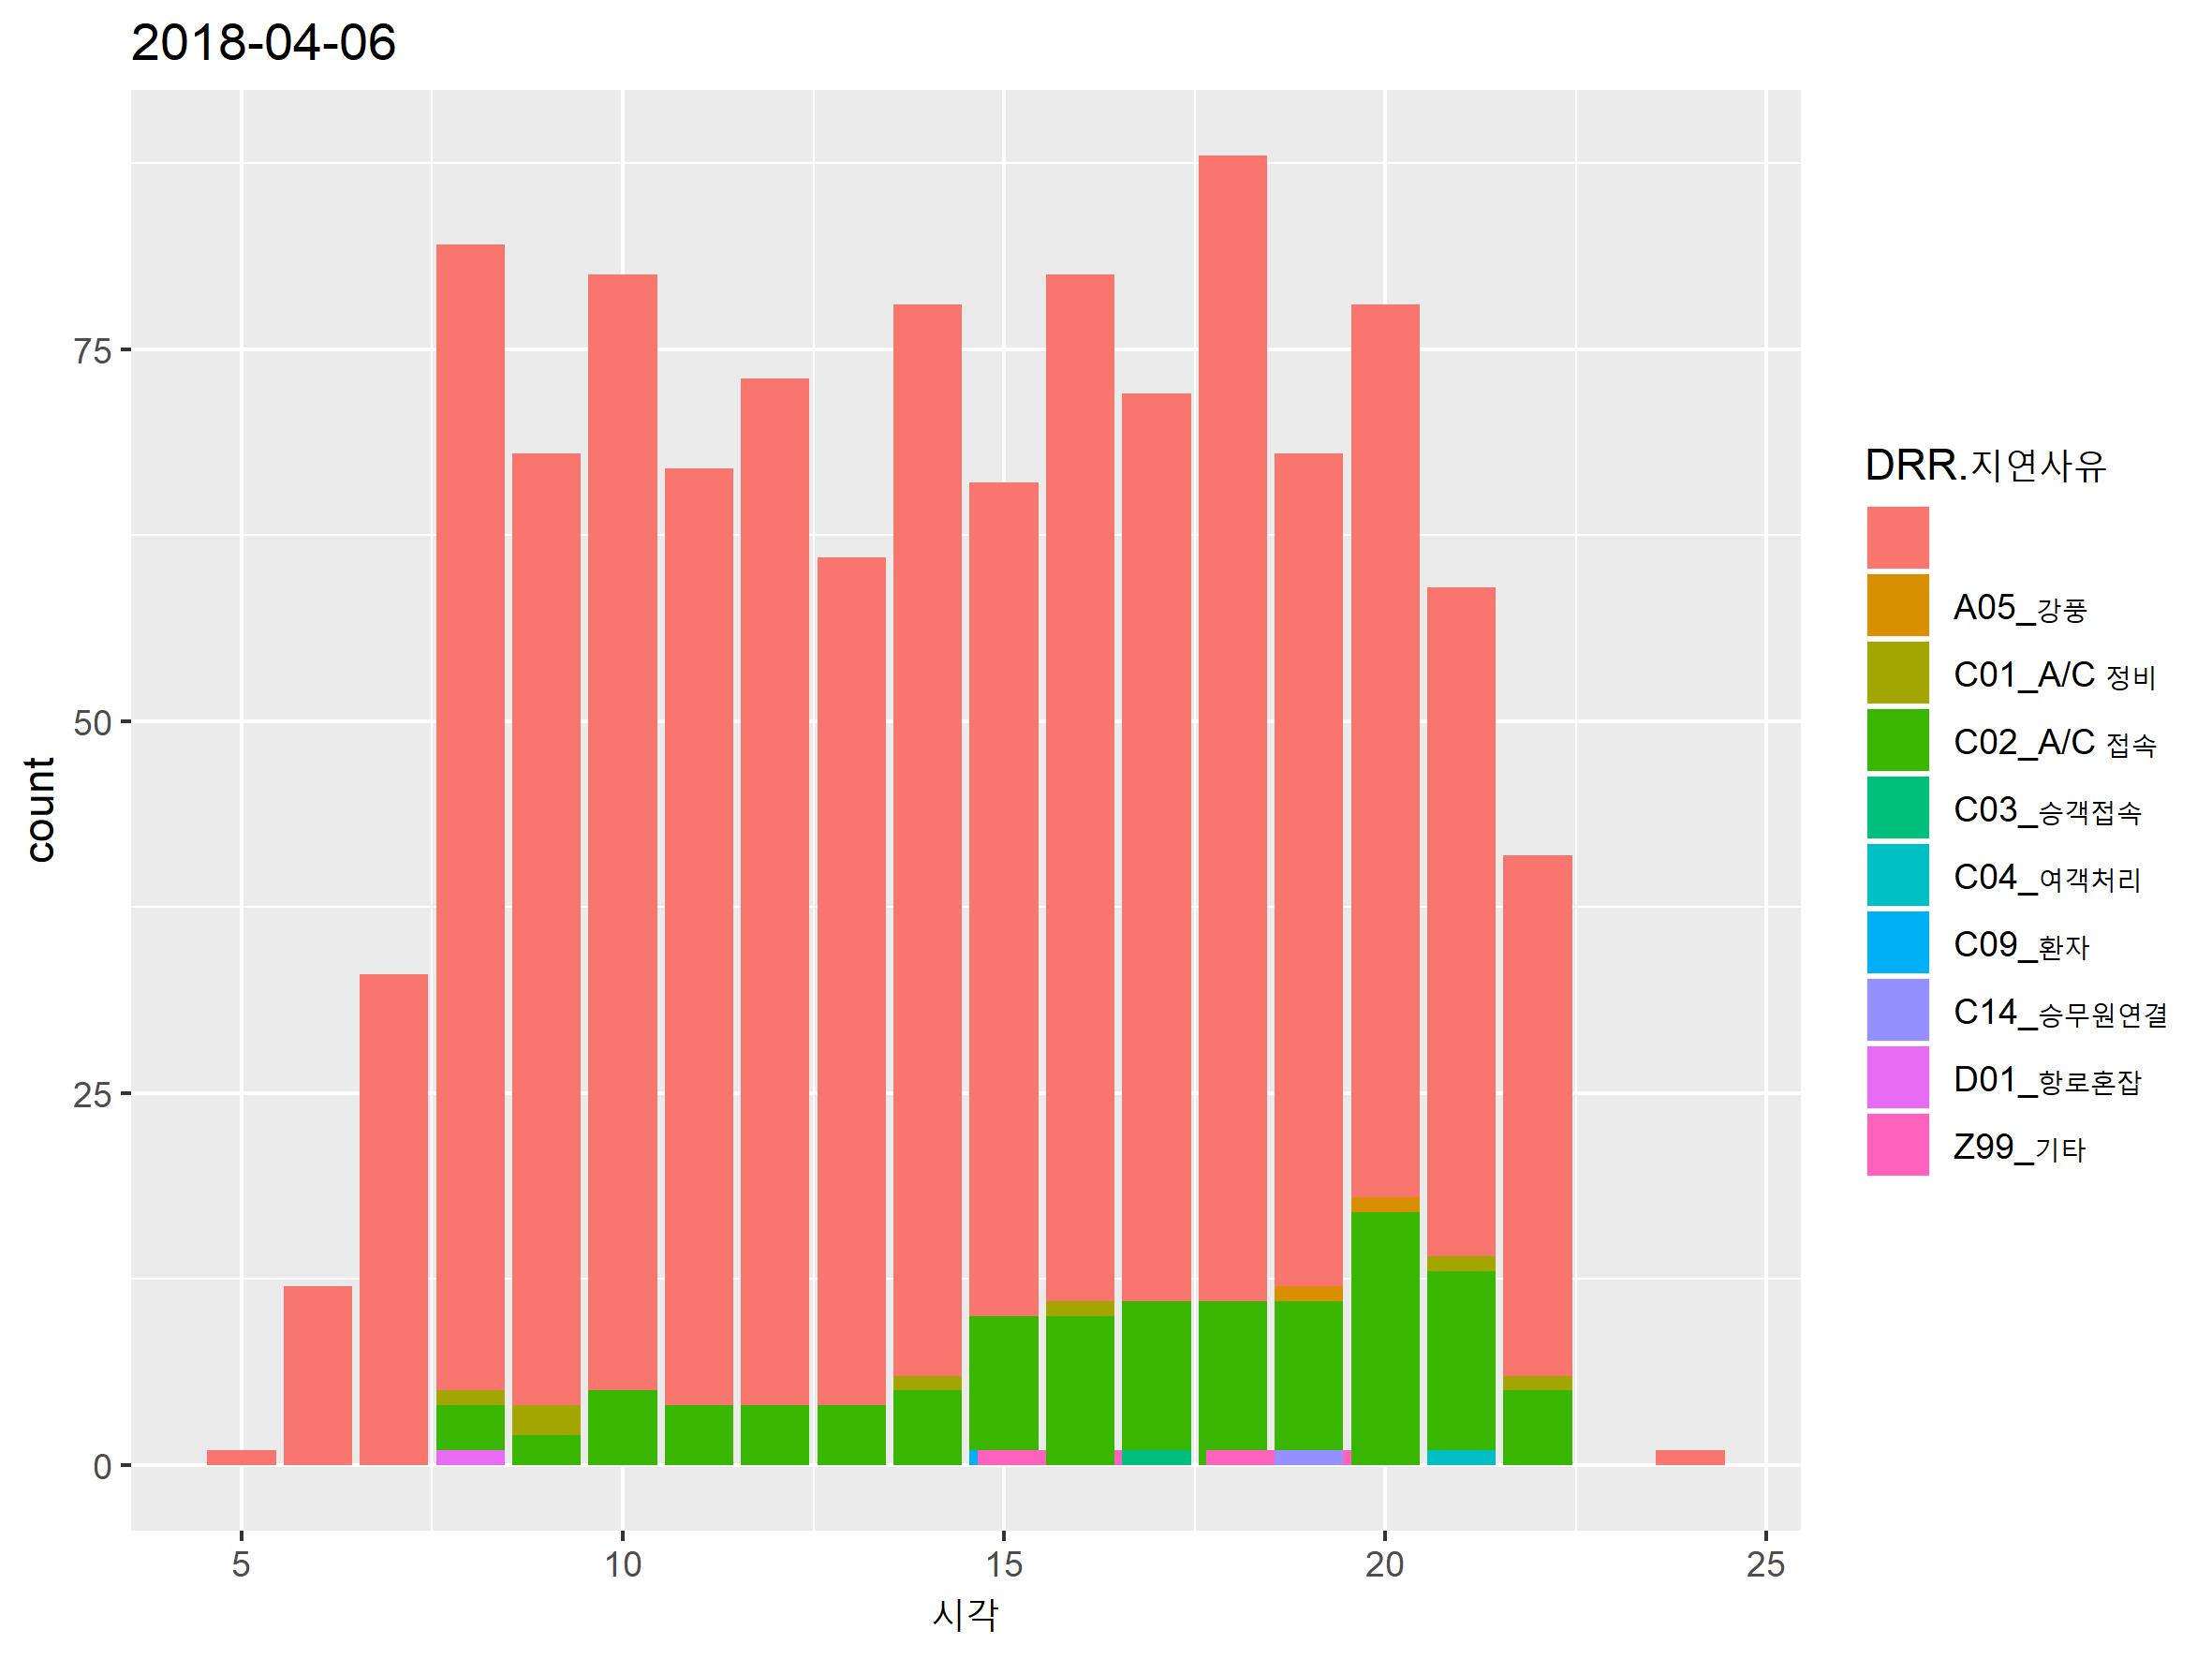 2018-04-06
count
75
50
25
0
5 10 15 20 25
시각
DRR.지연사유
A05_강풍
C01_A/C 정비
C02_A/C 접속
C03_승객접속
C04_여객처리
C09_환자
C14_승무원연결
D01_항로혼잡
Z99_기타